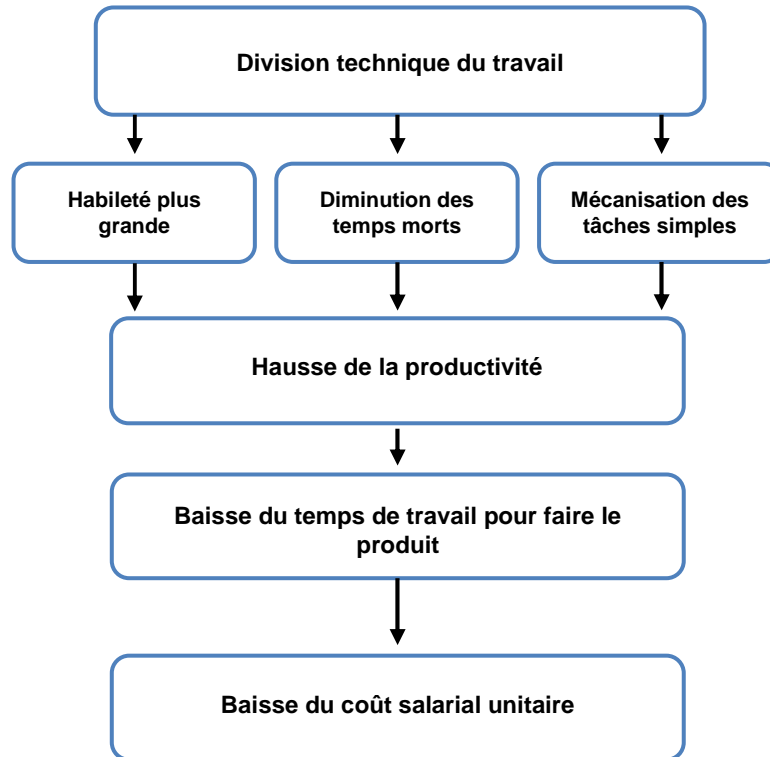 Division technique du travail
Habileté plus
grande
Diminution des
temps morts
Mécanisation des
tâches simples
Hausse de la productivité
Baisse du temps de travail pour faire le
produit
Baisse du coût salarial unitaire